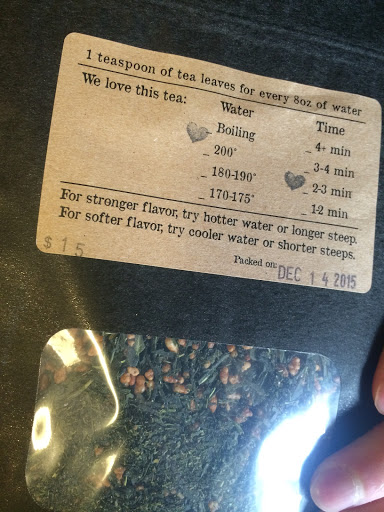 1 teaspoon of tea leaves for every 8oz of water
We love this tea:
Water
Boiling
_ 200°
_ 180-190°
_ 170-175°
Time
_ 4+ min
_ 3-4 min
2-3 min
_ 1-2 min
For stronger flavor, try hotter water or longer steep.
For softer flavor, try cooler water or shorter steeps.
$15
Packed on: DEC 14 2015